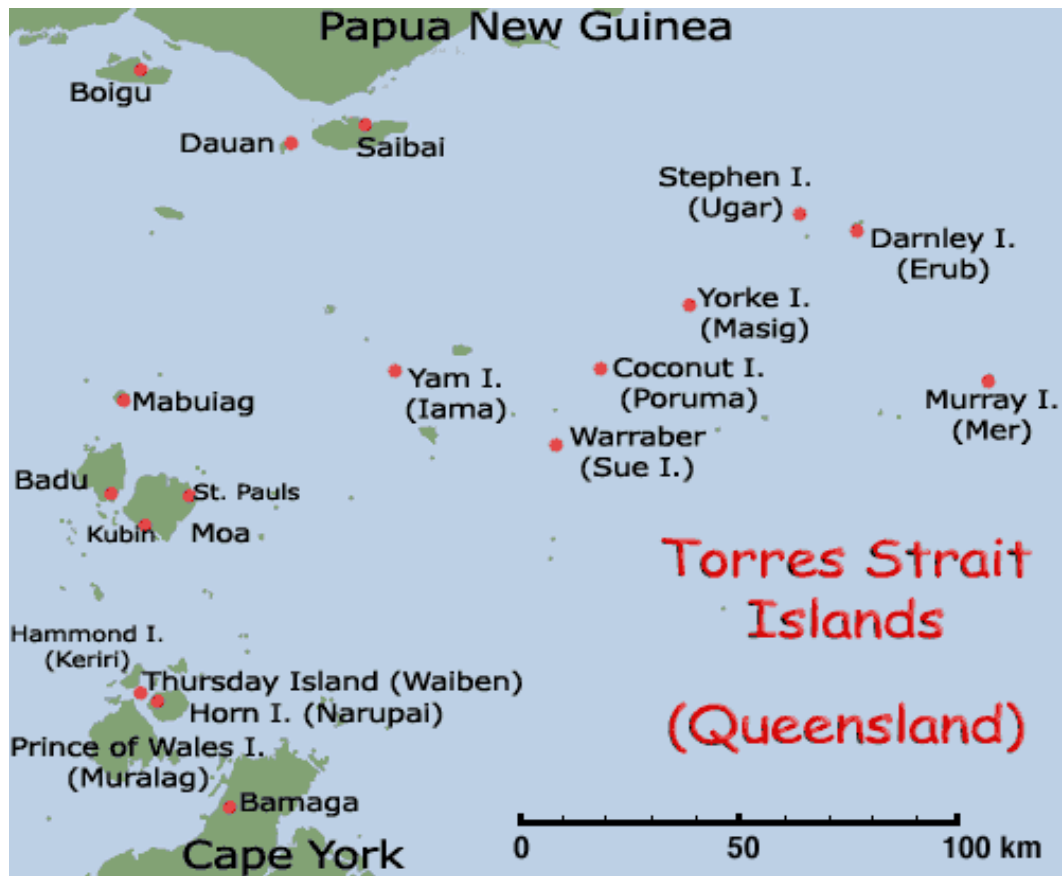 Papua New Guinea
Boigu
Dauan
Saibai
Stephen I.
(Ugar)
Darnley I.
(Erub)
Yorke I.
(Masig)
Yam I.
(Iama)
Coconut I.
(Poruma)
Murray I.
(Mer)
Mabuiag
Warraber
(Sue I.)
Badu
St. Pauls
Kubin
Moa
Torres Strait
Islands
(Queensland)
Hammond I.
(Keriri)
Thursday Island (Waiben)
Horn I. (Narupai)
Prince of Wales I.
(Muralag)
Bamaga
Cape York
0 50 100 km